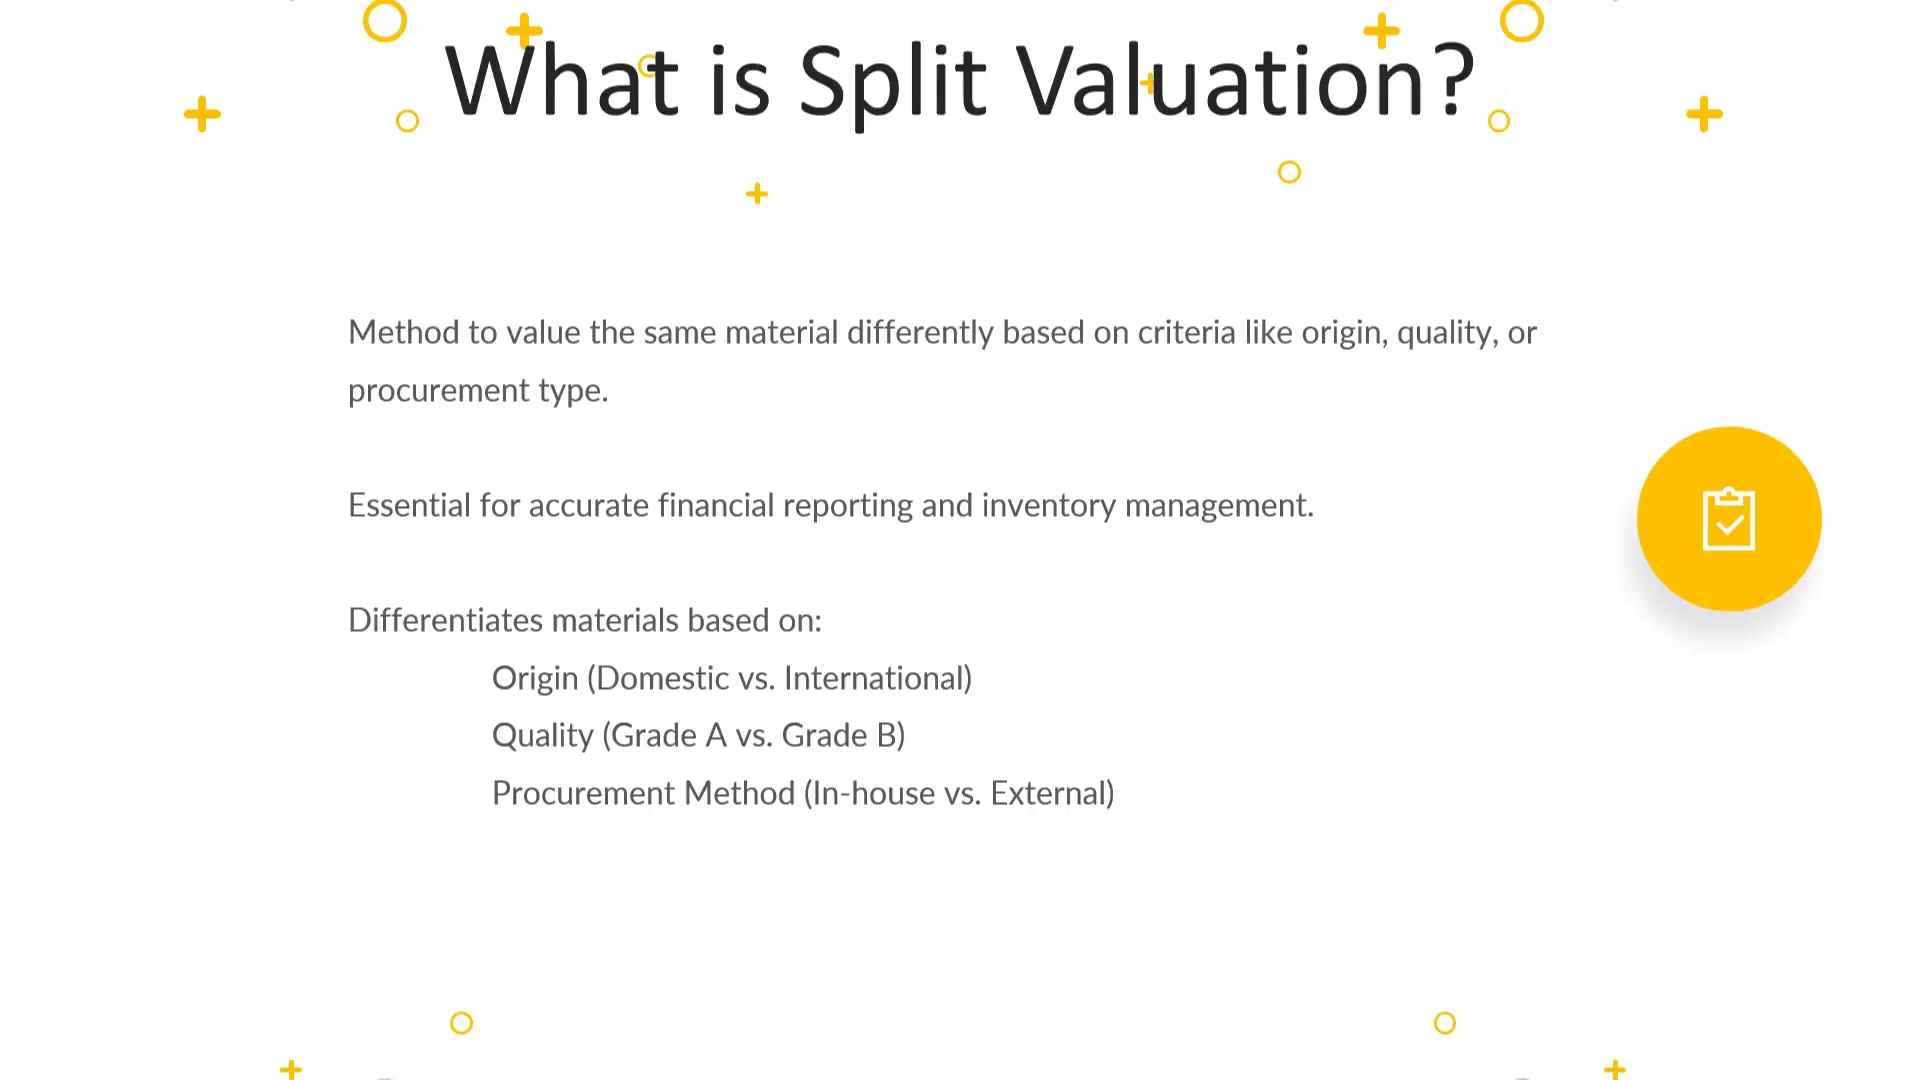 What is Split Valuation?
Method to value the same material differently based on criteria like origin, quality, or
procurement type.
Essential for accurate financial reporting and inventory management.
Differentiates materials based on:
Origin (Domestic vs. International)
Quality (Grade A vs. Grade B)
Procurement Method (In-house vs. External)